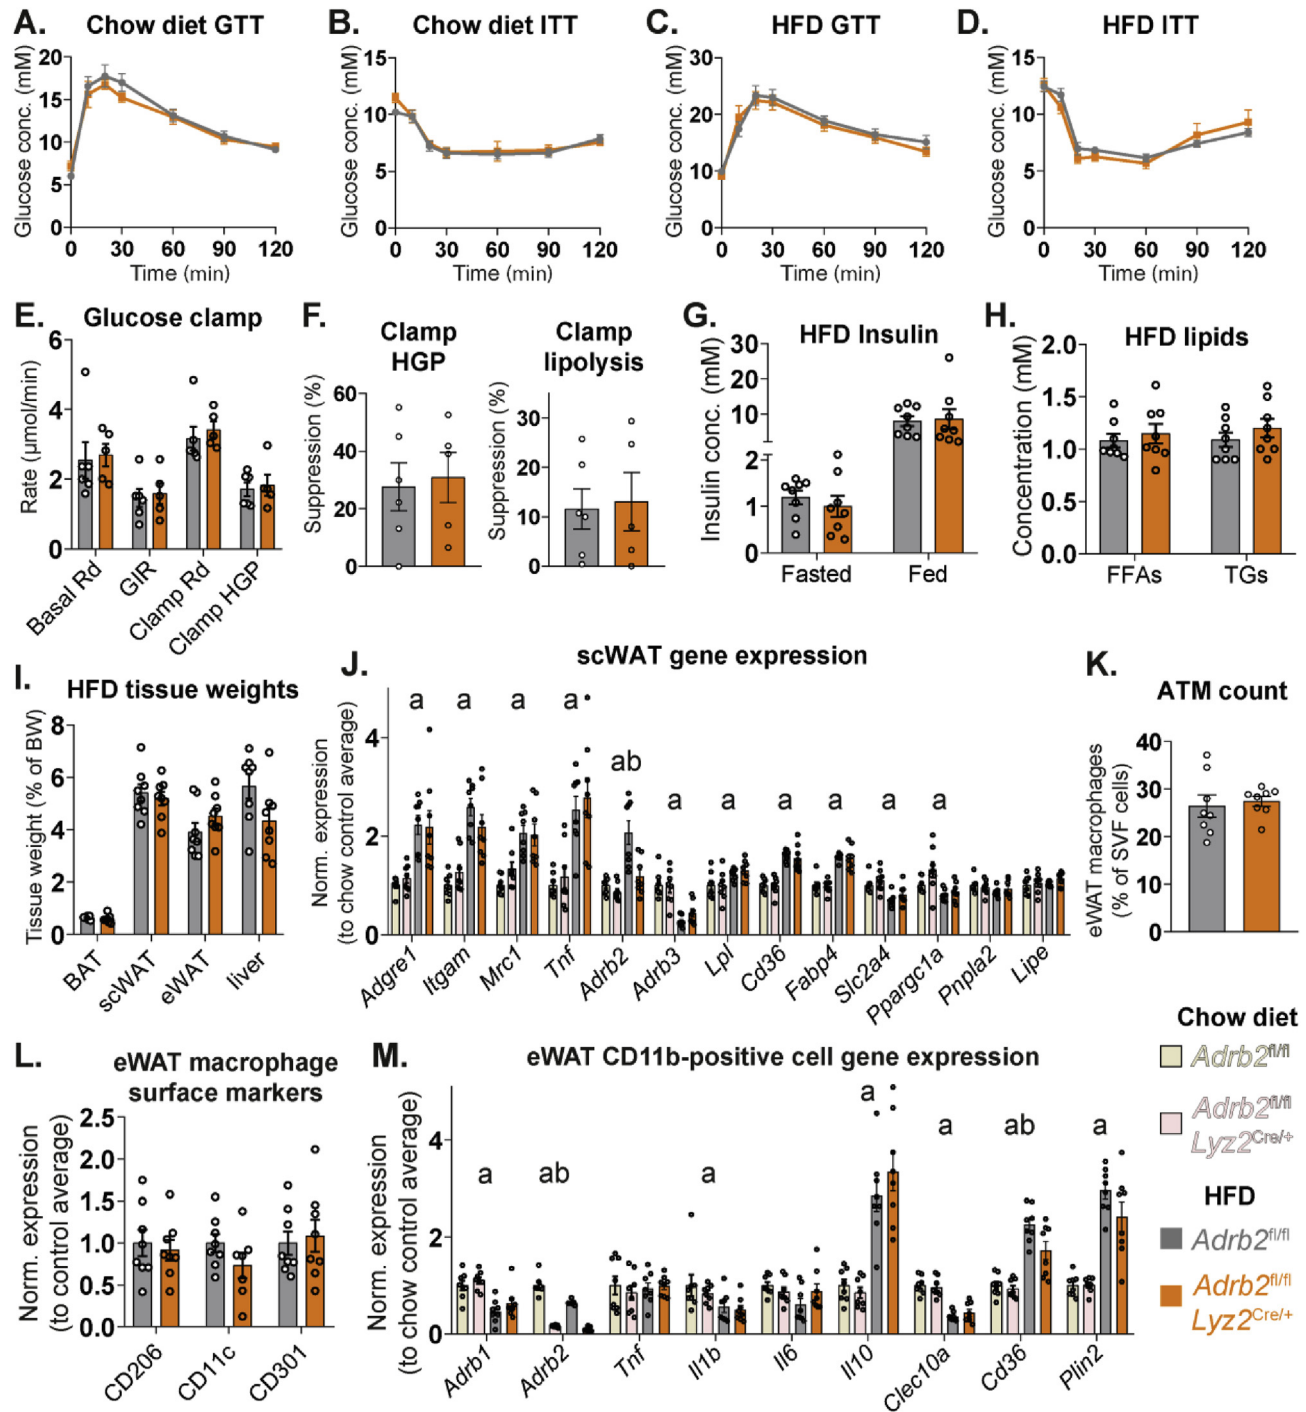 A. Chow diet GTT
Glucose conc. (mM)
20
15
10
5
0
0 30 60 90 120
Time (min)
B. Chow diet ITT
Glucose conc. (mM)
15
10
5
0
0 30 60 90 120
Time (min)
C. HFD GTT
Glucose conc. (mM)
30
20
10
0
0 30 60 90 120
Time (min)
D. HFD ITT
Glucose conc. (mM)
15
10
5
0
0 30 60 90 120
Time (min)
E. Glucose clamp
Rate (µmol/min)
6
4
2
0
Basal Rd
GIR
Clamp Rd
Clamp HGP
F.
Clamp
HGP
Suppression (%)
60
40
20
0
Clamp
lipolysis
Suppression (%)
30
20
10
0
G. HFD Insulin
Insulin conc. (mM)
30
20
10
2
1
0
Fasted Fed
H. HFD lipids
Concentration (mM)
2.0
1.5
1.0
0.5
0.0
FFAs TGs
I. HFD tissue weights
Tissue weight (% of BW)
8
6
4
2
0
BAT
scWAT
eWAT
liver
J. scWAT gene expression
Norm. expression
(to chow control average)
4
2
0
a a a a ab a a a a a a
Adgre1
Itgam
Mrc1
Tnf
Adrb2
Adrb3
Lpl
Cd36
Fabp4
Slc2a4
Ppargc1a
Pnpla2
Lipe
K. ATM count
eWAT macrophages
(% of SVF cells)
40
30
20
10
0
L. eWAT macrophage
surface markers
Norm. expression
(to control average)
2.5
2.0
1.5
1.0
0.5
0.0
CD206
CD11c
CD301
M. eWAT CD11b-positive cell gene expression
Norm. expression
(to chow control average)
4
2
0
a ab a a a ab a
Adrb1
Adrb2
Tnf
Il1b
Il6
Il10
Clec10a
Cd36
Plin2
Chow diet
Adrb2fl/fl
Adrb2fl/fl
Lyz2Cre/+
HFD
Adrb2fl/fl
Adrb2fl/fl
Lyz2Cre/+